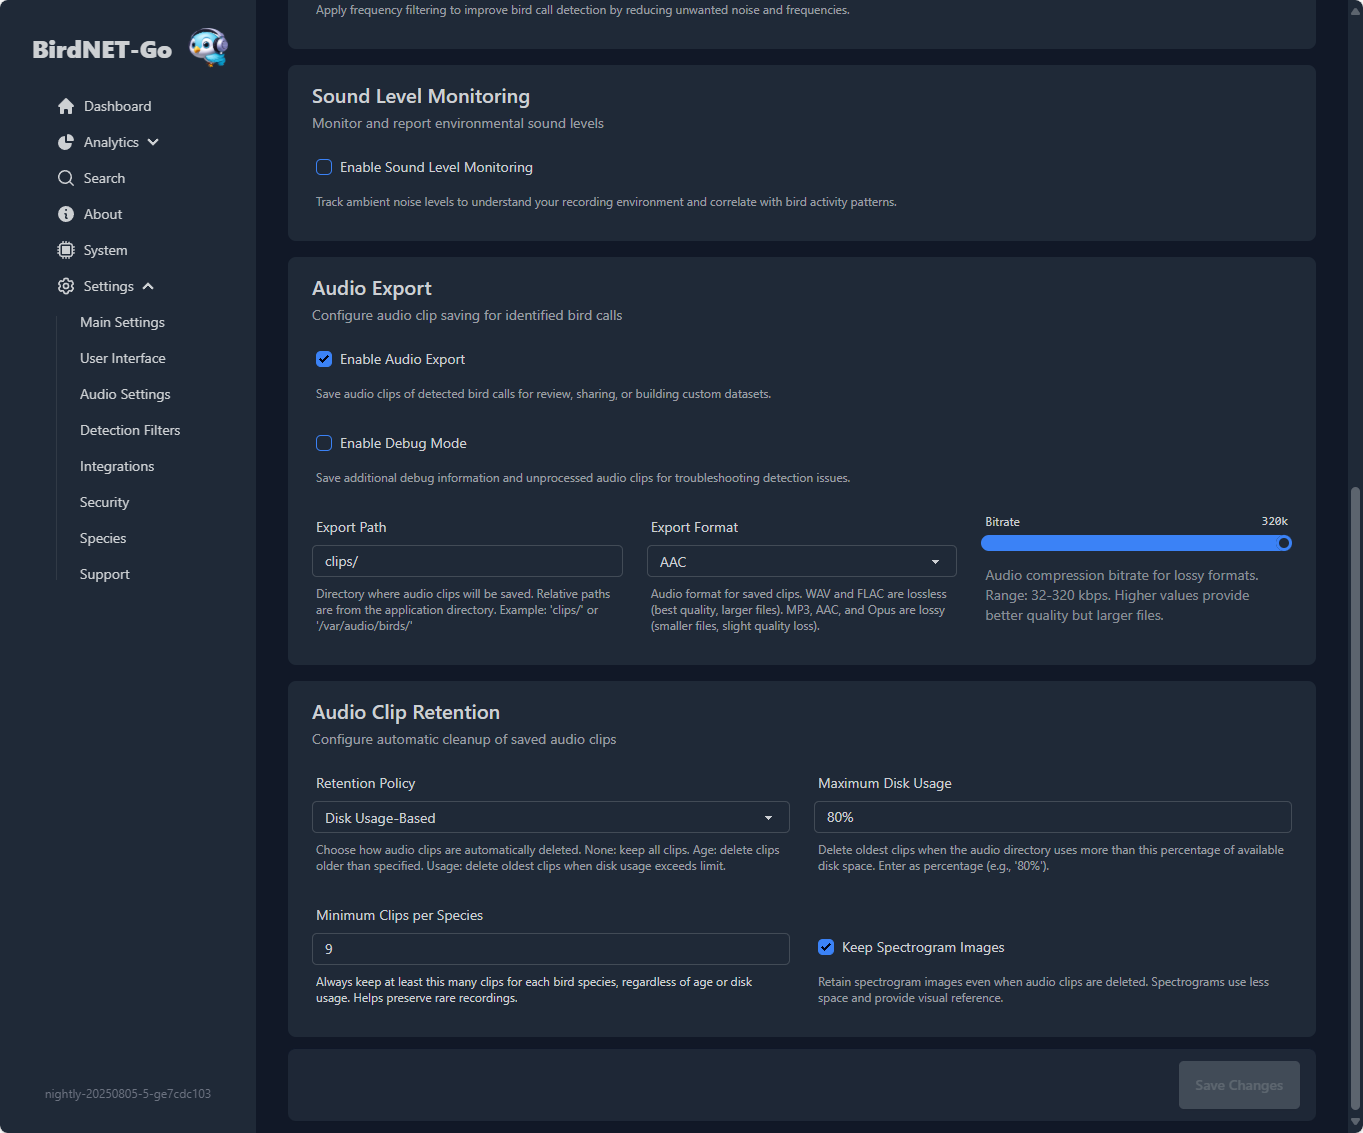 BirdNET-Go
Dashboard
Analytics
Search
About
System
Settings
Main Settings
User Interface
Audio Settings
Detection Filters
Integrations
Security
Species
Support
nightly-20250805-5-ge7cdc103
Apply frequency filtering to improve bird call detection by reducing unwanted noise and frequencies.
Sound Level Monitoring
Monitor and report environmental sound levels
Enable Sound Level Monitoring
Track ambient noise levels to understand your recording environment and correlate with bird activity patterns.
Audio Export
Configure audio clip saving for identified bird calls
Enable Audio Export
Save audio clips of detected bird calls for review, sharing, or building custom datasets.
Enable Debug Mode
Save additional debug information and unprocessed audio clips for troubleshooting detection issues.
Export Path
clips/
Directory where audio clips will be saved. Relative paths
are from the application directory. Example: 'clips/' or
'/var/audio/birds/'
Export Format
AAC
Audio format for saved clips. WAV and FLAC are lossless
(best quality, larger files). MP3, AAC, and Opus are lossy
(smaller files, slight quality loss).
Bitrate 320k
Audio compression bitrate for lossy formats.
Range: 32-320 kbps. Higher values provide
better quality but larger files.
Audio Clip Retention
Configure automatic cleanup of saved audio clips
Retention Policy
Disk Usage-Based
Choose how audio clips are automatically deleted. None: keep all clips. Age: delete clips
older than specified. Usage: delete oldest clips when disk usage exceeds limit.
Maximum Disk Usage
80%
Delete oldest clips when the audio directory uses more than this percentage of available
disk space. Enter as percentage (e.g., '80%').
Minimum Clips per Species
9
Always keep at least this many clips for each bird species, regardless of age or disk
usage. Helps preserve rare recordings.
Keep Spectrogram Images
Retain spectrogram images even when audio clips are deleted. Spectrograms use less
space and provide visual reference.
Save Changes